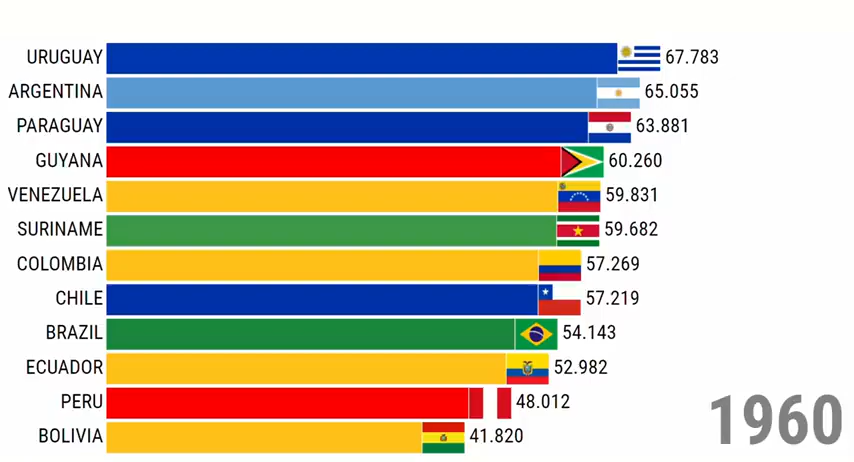 URUGUAY 67.783
ARGENTINA 65.055
PARAGUAY 63.881
GUYANA 60.260
VENEZUELA 59.831
SURINAME 59.682
COLOMBIA 57.269
CHILE 57.219
BRAZIL 54.143
ECUADOR 52.982
PERU 48.012
BOLIVIA 41.820
1960